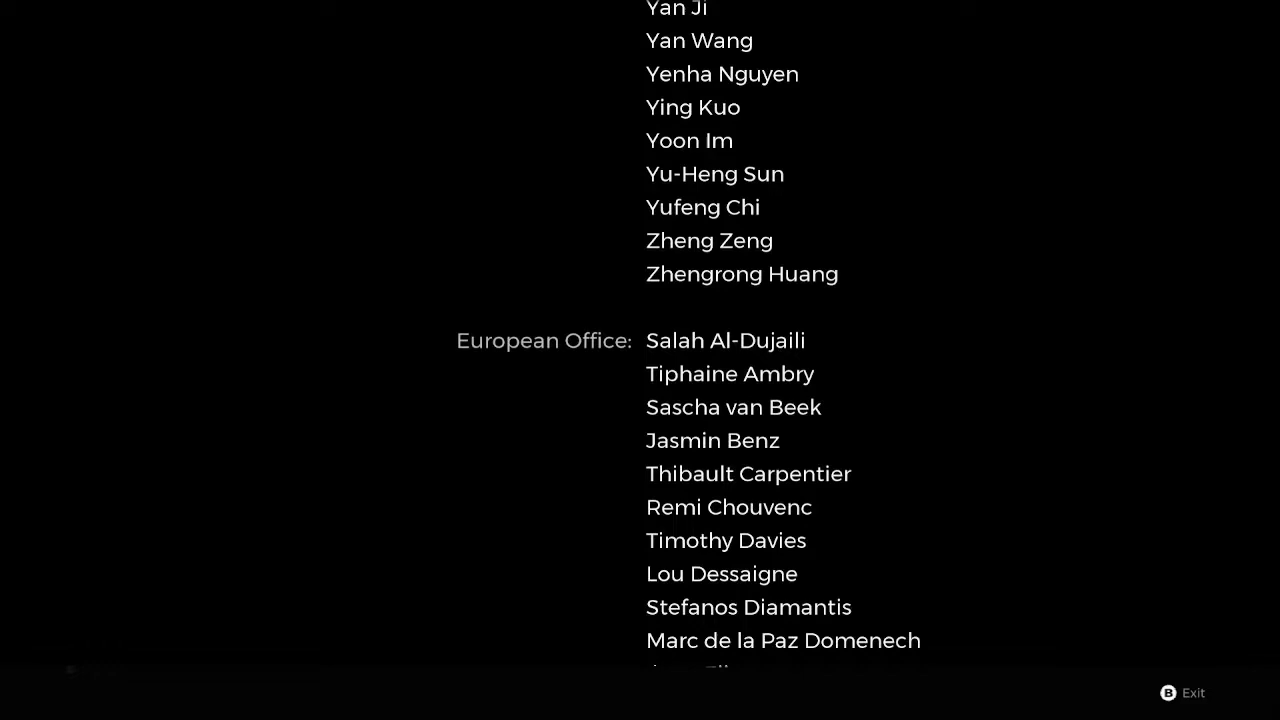 Yan Ji
Yan Wang
Yenha Nguyen
Ying Kuo
Yoon Im
Yu-Heng Sun
Yufeng Chi
Zheng Zeng
Zhengrong Huang
European Office: Salah Al-Dujaili
Tiphaine Ambry
Sascha van Beek
Jasmin Benz
Thibault Carpentier
Remi Chouvenc
Timothy Davies
Lou Dessaigne
Stefanos Diamantis
Marc de la Paz Domenech
B Exit